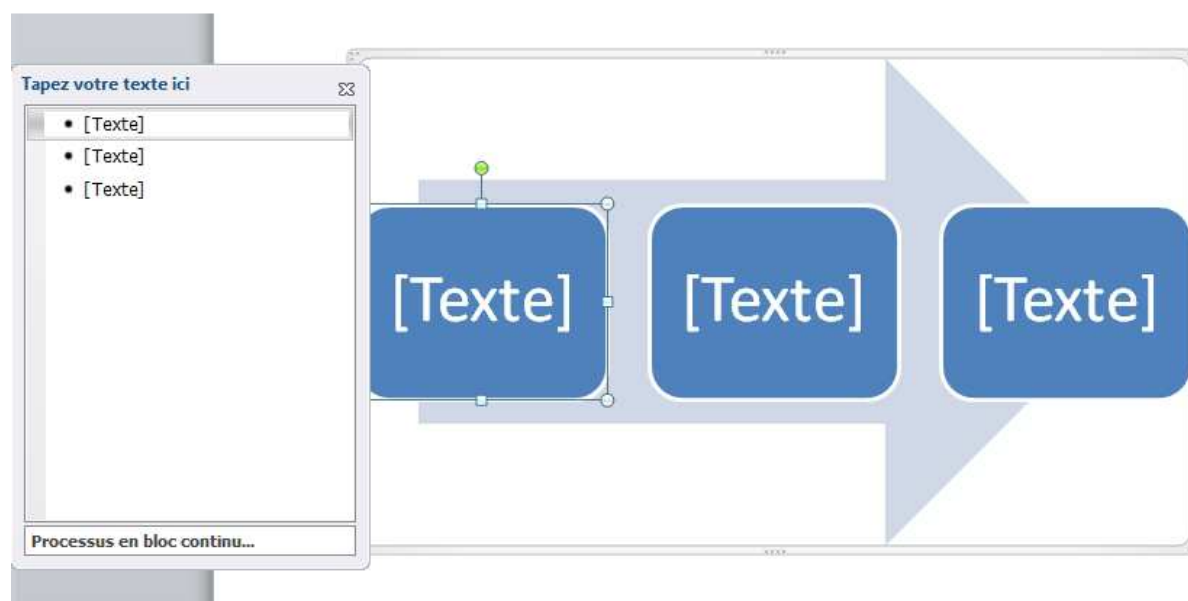 Tapez votre texte ici
• [Texte]
• [Texte]
• [Texte]
Processus en bloc continu...
[Texte]
[Texte]
[Texte]